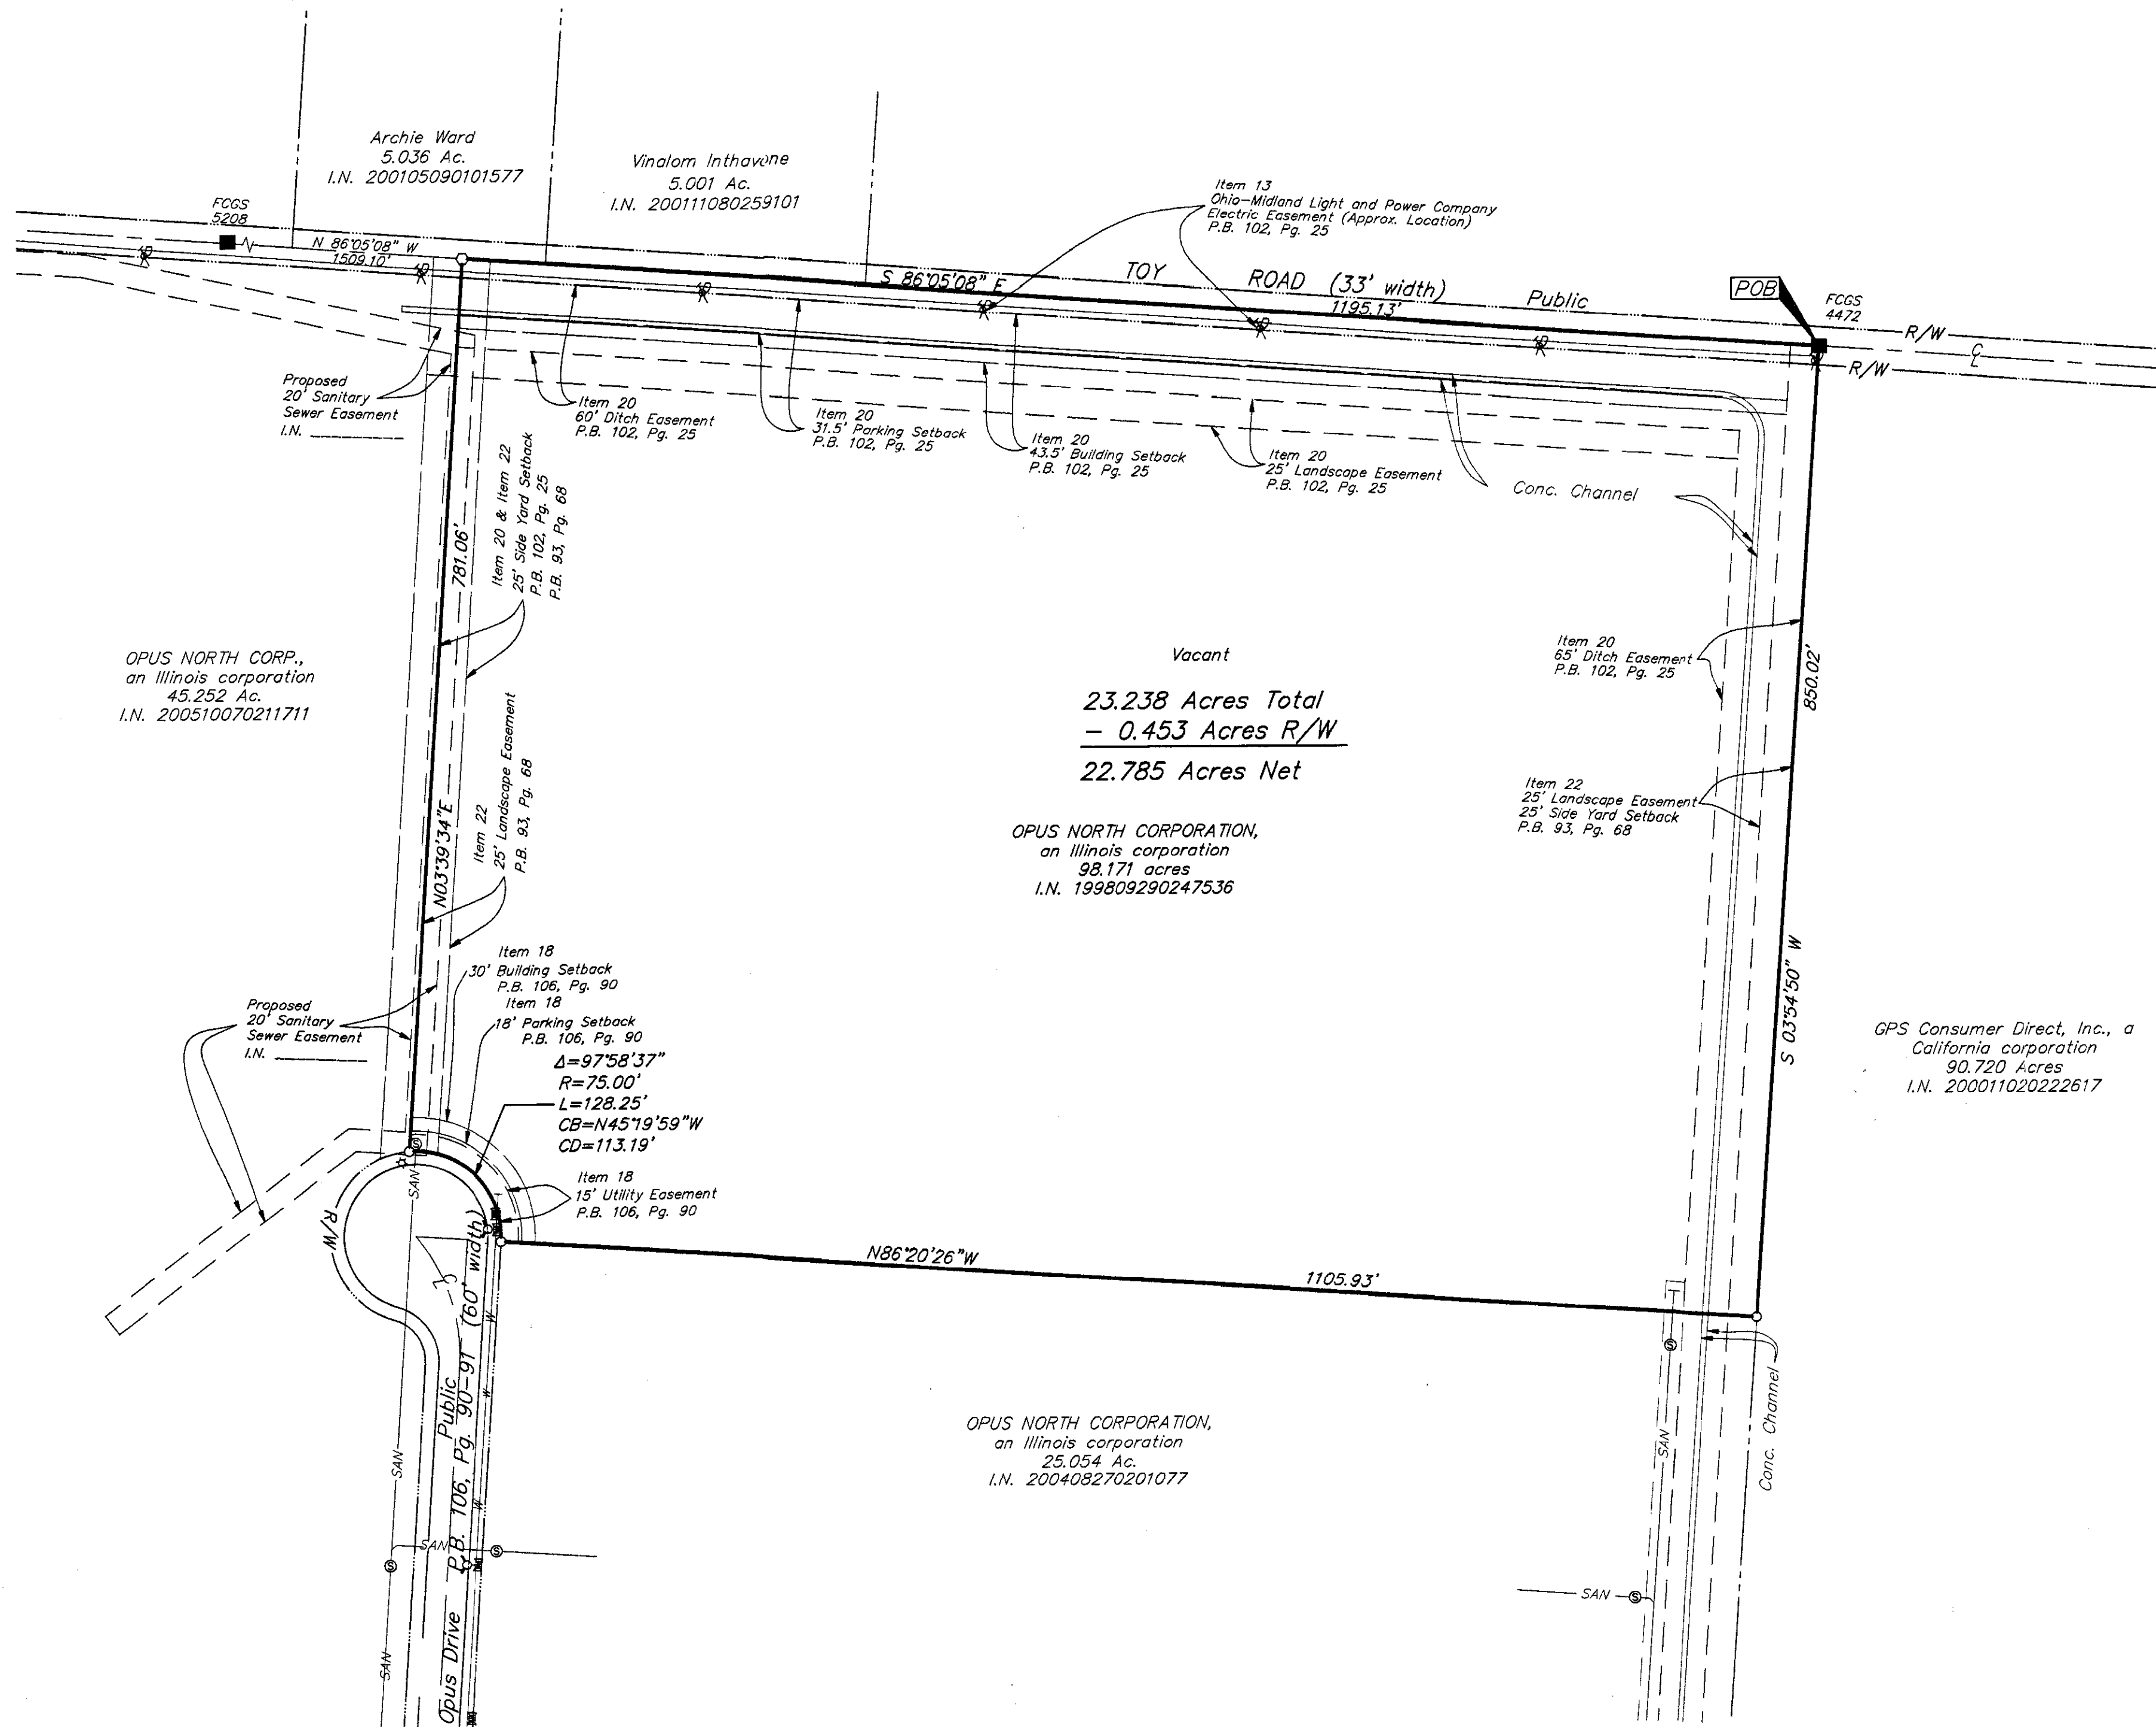 Archie Ward
5.036 Ac.
I.N. 200105090101577
Vinalom Inthavone
5.001 Ac.
I.N. 200111080259101
Item 13
Ohio-Midland Light and Power Company
Electric Easement (Approx. Location)
P.B. 102, Pg. 25
FCGS
5208
N 86°05'08" W
1509.10'
S 86°05'08" E
TOY ROAD (33' width) Public
1195.13'
POB
FCGS
4472
R/W
R/W
CL
Proposed
20' Sanitary
Sewer Easement
I.N.
Item 20
60' Ditch Easement
P.B. 102, Pg. 25
Item 20
31.5' Parking Setback
P.B. 102, Pg. 25
Item 20
43.5' Building Setback
P.B. 102, Pg. 25
Item 20
25' Landscape Easement
P.B. 102, Pg. 25
Conc. Channel
781.06'
Item 20 & Item 22
25' Side Yard Setback
P.B. 102, Pg. 25
P.B. 93, Pg. 68
OPUS NORTH CORP.,
an Illinois corporation
45.252 Ac.
I.N. 200510070211711
Vacant
23.238 Acres Total
- 0.453 Acres R/W
22.785 Acres Net
OPUS NORTH CORPORATION,
an Illinois corporation
98.171 acres
I.N. 199809290247536
Item 20
65' Ditch Easement
P.B. 102, Pg. 25
850.02'
Item 22
25' Landscape Easement
25' Side Yard Setback
P.B. 93, Pg. 68
S 03°54'50" W
N03°39'34"E
Item 22
25' Landscape Easement
P.B. 93, Pg. 68
Item 18
30' Building Setback
P.B. 106, Pg. 90
Item 18
18' Parking Setback
P.B. 106, Pg. 90
Δ=97°58'37"
R=75.00'
L=128.25'
CB=N45°19'59"W
CD=113.19'
Item 18
15' Utility Easement
P.B. 106, Pg. 90
Proposed
20' Sanitary
Sewer Easement
I.N.
GPS Consumer Direct, Inc., a
California corporation
90.720 Acres
I.N. 200011020222617
SAN
R/W
S
N86°20'26"W
1105.93'
W
W
W
Opus Drive Public (60' width)
P.B. 106, Pg. 90-91
SAN
SAN
SAN
S
S
OPUS NORTH CORPORATION,
an Illinois corporation
25.054 Ac.
I.N. 200408270201077
S
SAN
Conc. Channel
SAN
S